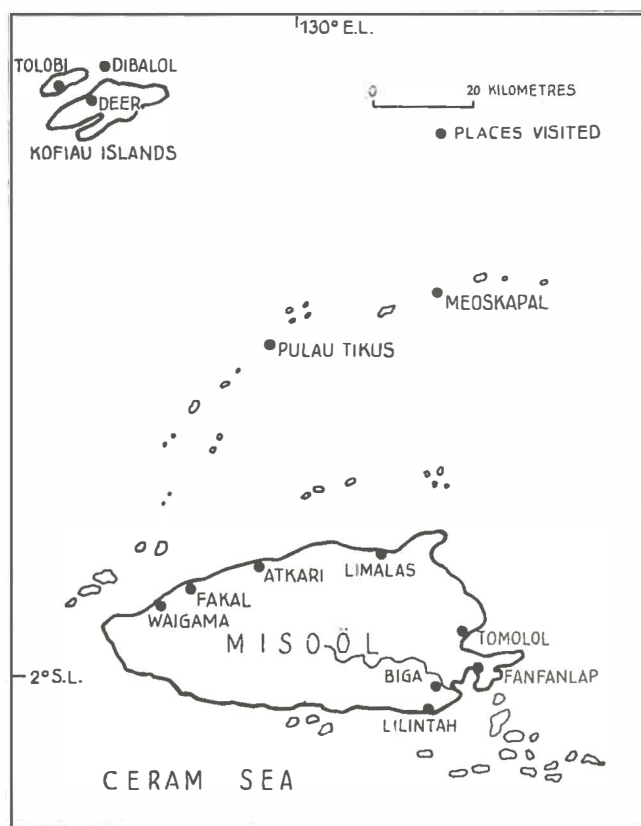 130° E.L.
TOLOBI
DIBALOL
DEER
KOFIAU ISLANDS
0 20 KILOMETRES
PLACES VISITED
MEOSKAPAL
PULAU TIKUS
ATKARI
LIMALAS
FAKAL
WAIGAMA
MISOÖL
TOMOLOL
2° S.L.
BIGA
FANFANLAP
LILINTAH
CERAM SEA